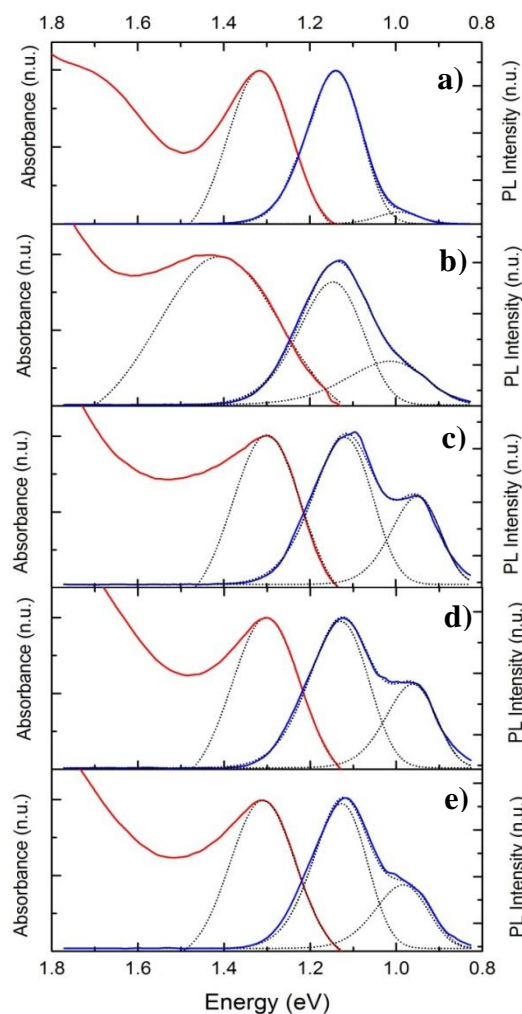 1.8 1.6 1.4 1.2 1.0 0.8
a)
Absorbance (n.u.)
PL Intensity (n.u.)
b)
Absorbance (n.u.)
PL Intensity (n.u.)
c)
Absorbance (n.u.)
PL Intensity (n.u.)
d)
Absorbance (n.u.)
PL Intensity (n.u.)
e)
Absorbance (n.u.)
PL Intensity (n.u.)
1.8 1.6 1.4 1.2 1.0 0.8
Energy (eV)